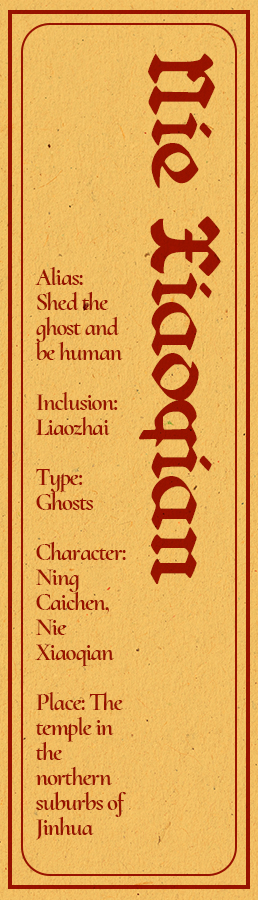 Nie Xiaoqian
Alias:
Shed the
ghost and
be human
Inclusion:
Liaozhai
Type:
Ghosts
Character:
Ning
Caichen,
Nie
Xiaoqian
Place: The
temple in
the
northern
suburbs of
Jinhua